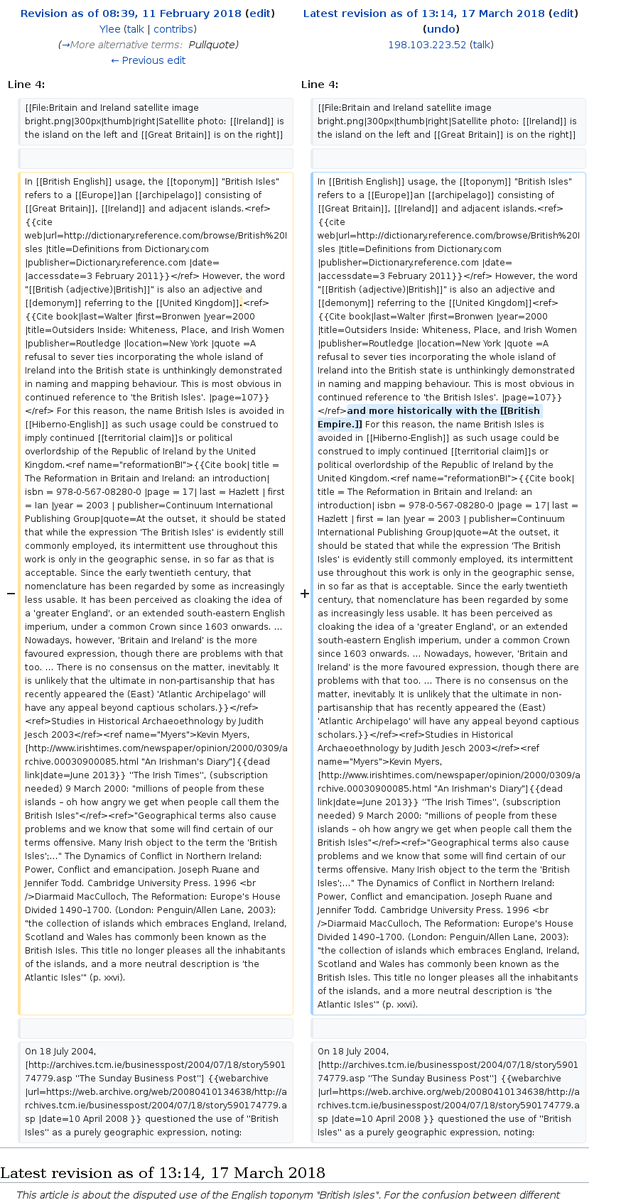 Revision as of 08:39, 11 February 2018 (edit)
Ylee (talk | contribs)
(→More alternative terms: Pullquote)
← Previous edit
Latest revision as of 13:14, 17 March 2018 (edit)
(undo)
198.103.223.52 (talk)
Line 4:
Line 4:
[[File:Britain and Ireland satellite image
bright.png|300px|thumb|right|Satellite photo: [[Ireland]] is
the island on the left and [[Great Britain]] is on the right]]
[[File:Britain and Ireland satellite image
bright.png|300px|thumb|right|Satellite photo: [[Ireland]] is
the island on the left and [[Great Britain]] is on the right]]
−
In [[British English]] usage, the [[toponym]] "British Isles"
refers to a [[Europe]]an [[archipelago]] consisting of
[[Great Britain]], [[Ireland]] and adjacent islands.<ref>
{{cite
web|url=http://dictionary.reference.com/browse/British%20I
sles |title=Definitions from Dictionary.com
|publisher=Dictionary.reference.com |date=
|accessdate=3 February 2011}}</ref> However, the word
"[[British (adjective)|British]]" is also an adjective and
[[demonym]] referring to the [[United Kingdom]].<ref>
{{Cite book|last=Walter |first=Bronwen |year=2000
|title=Outsiders Inside: Whiteness, Place, and Irish Women
|publisher=Routledge |location=New York |quote =A
refusal to sever ties incorporating the whole island of
Ireland into the British state is unthinkingly demonstrated
in naming and mapping behaviour. This is most obvious in
continued reference to 'the British Isles'. |page=107}}
</ref> For this reason, the name British Isles is avoided in
[[Hiberno-English]] as such usage could be construed to
imply continued [[territorial claim]]s or political
overlordship of the Republic of Ireland by the United
Kingdom.<ref name="reformationBI">{{Cite book| title =
The Reformation in Britain and Ireland: an introduction|
isbn = 978-0-567-08280-0 |page = 17| last = Hazlett | first
= Ian |year = 2003 | publisher=Continuum International
Publishing Group|quote=At the outset, it should be stated
that while the expression 'The British Isles' is evidently still
commonly employed, its intermittent use throughout this
work is only in the geographic sense, in so far as that is
acceptable. Since the early twentieth century, that
nomenclature has been regarded by some as increasingly
less usable. It has been perceived as cloaking the idea of
a 'greater England', or an extended south-eastern English
imperium, under a common Crown since 1603 onwards. ...
Nowadays, however, 'Britain and Ireland' is the more
favoured expression, though there are problems with that
too. ... There is no consensus on the matter, inevitably. It
is unlikely that the ultimate in non-partisanship that has
recently appeared the (East) 'Atlantic Archipelago' will
have any appeal beyond captious scholars.}}</ref>
<ref>Studies in Historical Archaeoethnology by Judith
Jesch 2003</ref><ref name="Myers">Kevin Myers,
[http://www.irishtimes.com/newspaper/opinion/2000/0309/a
rchive.00030900085.html "An Irishman's Diary"]{{dead
link|date=June 2013}} ''The Irish Times'', (subscription
needed) 9 March 2000: "millions of people from these
islands – oh how angry we get when people call them the
British Isles"</ref><ref>"Geographical terms also cause
problems and we know that some will find certain of our
terms offensive. Many Irish object to the term the 'British
Isles';..." The Dynamics of Conflict in Northern Ireland:
Power, Conflict and emancipation. Joseph Ruane and
Jennifer Todd. Cambridge University Press. 1996 <br
/>Diarmaid MacCulloch, The Reformation: Europe's House
Divided 1490–1700. (London: Penguin/Allen Lane, 2003):
"the collection of islands which embraces England, Ireland,
Scotland and Wales has commonly been known as the
British Isles. This title no longer pleases all the inhabitants
of the islands, and a more neutral description is 'the
Atlantic Isles'" (p. xxvi).
+
In [[British English]] usage, the [[toponym]] "British Isles"
refers to a [[Europe]]an [[archipelago]] consisting of
[[Great Britain]], [[Ireland]] and adjacent islands.<ref>
{{cite
web|url=http://dictionary.reference.com/browse/British%20I
sles |title=Definitions from Dictionary.com
|publisher=Dictionary.reference.com |date=
|accessdate=3 February 2011}}</ref> However, the word
"[[British (adjective)|British]]" is also an adjective and
[[demonym]] referring to the [[United Kingdom]]<ref>
{{Cite book|last=Walter |first=Bronwen |year=2000
|title=Outsiders Inside: Whiteness, Place, and Irish Women
|publisher=Routledge |location=New York |quote =A
refusal to sever ties incorporating the whole island of
Ireland into the British state is unthinkingly demonstrated
in naming and mapping behaviour. This is most obvious in
continued reference to 'the British Isles'. |page=107}}
</ref>and more historically with the [[British
Empire.]] For this reason, the name British Isles is
avoided in [[Hiberno-English]] as such usage could be
construed to imply continued [[territorial claim]]s or
political overlordship of the Republic of Ireland by the
United Kingdom.<ref name="reformationBI">{{Cite book|
title = The Reformation in Britain and Ireland: an
introduction| isbn = 978-0-567-08280-0 |page = 17| last =
Hazlett | first = Ian |year = 2003 | publisher=Continuum
International Publishing Group|quote=At the outset, it
should be stated that while the expression 'The British
Isles' is evidently still commonly employed, its intermittent
use throughout this work is only in the geographic sense,
in so far as that is acceptable. Since the early twentieth
century, that nomenclature has been regarded by some
as increasingly less usable. It has been perceived as
cloaking the idea of a 'greater England', or an extended
south-eastern English imperium, under a common Crown
since 1603 onwards. ... Nowadays, however, 'Britain and
Ireland' is the more favoured expression, though there are
problems with that too. ... There is no consensus on the
matter, inevitably. It is unlikely that the ultimate in non-
partisanship that has recently appeared the (East)
'Atlantic Archipelago' will have any appeal beyond captious
scholars.}}</ref><ref>Studies in Historical
Archaeoethnology by Judith Jesch 2003</ref><ref
name="Myers">Kevin Myers,
[http://www.irishtimes.com/newspaper/opinion/2000/0309/a
rchive.00030900085.html "An Irishman's Diary"]{{dead
link|date=June 2013}} ''The Irish Times'', (subscription
needed) 9 March 2000: "millions of people from these
islands – oh how angry we get when people call them the
British Isles"</ref><ref>"Geographical terms also cause
problems and we know that some will find certain of our
terms offensive. Many Irish object to the term the 'British
Isles';..." The Dynamics of Conflict in Northern Ireland:
Power, Conflict and emancipation. Joseph Ruane and
Jennifer Todd. Cambridge University Press. 1996 <br
/>Diarmaid MacCulloch, The Reformation: Europe's House
Divided 1490–1700. (London: Penguin/Allen Lane, 2003):
"the collection of islands which embraces England, Ireland,
Scotland and Wales has commonly been known as the
British Isles. This title no longer pleases all the inhabitants
of the islands, and a more neutral description is 'the
Atlantic Isles'" (p. xxvi).
On 18 July 2004,
[http://archives.tcm.ie/businesspost/2004/07/18/story5901
74779.asp ''The Sunday Business Post''] {{webarchive
|url=https://web.archive.org/web/20080410134638/http://a
rchives.tcm.ie/businesspost/2004/07/18/story590174779.a
sp |date=10 April 2008 }} questioned the use of "British
Isles" as a purely geographic expression, noting:
On 18 July 2004,
[http://archives.tcm.ie/businesspost/2004/07/18/story5901
74779.asp ''The Sunday Business Post''] {{webarchive
|url=https://web.archive.org/web/20080410134638/http://a
rchives.tcm.ie/businesspost/2004/07/18/story590174779.a
sp |date=10 April 2008 }} questioned the use of "British
Isles" as a purely geographic expression, noting:
Latest revision as of 13:14, 17 March 2018
This article is about the disputed use of the English toponym "British Isles". For the confusion between different